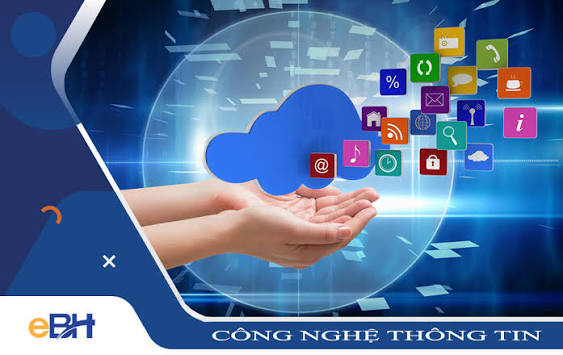 %
i
@
eBH
CÔNG NGHỆ THÔNG TIN